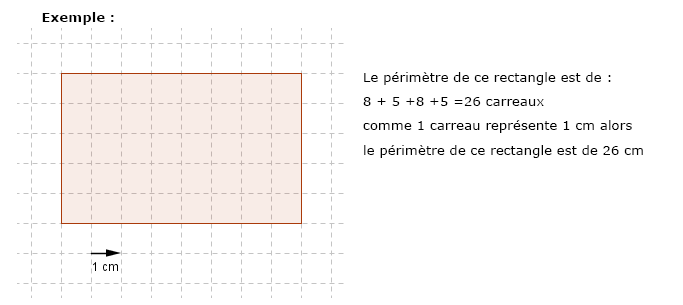 Exemple :
Le périmètre de ce rectangle est de :
8 + 5 +8 +5 =26 carreaux
comme 1 carreau représente 1 cm alors
le périmètre de ce rectangle est de 26 cm
1 cm